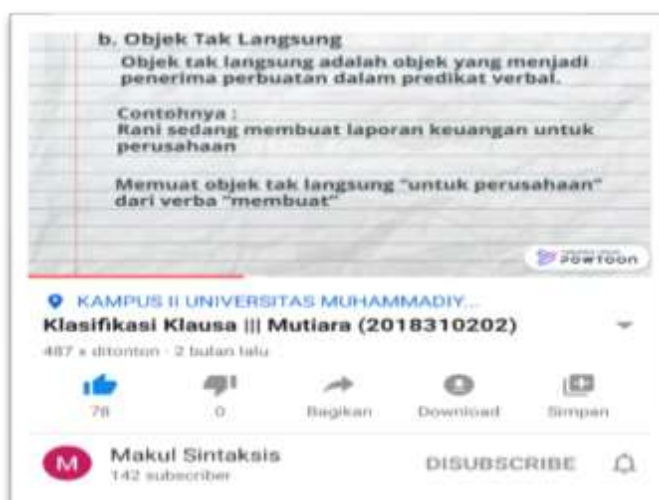 b. Objek Tak Langsung
Objek tak langsung adalah objek yang menjadi
penerima perbuatan dalam predikat verbal.
Contohnya :
Rani sedang membuat laporan keuangan untuk
perusahaan
Memuat objek tak langsung "untuk perusahaan"
dari verba "membuat"
POWTOON
KAMPUS II UNIVERSITAS MUHAMMADIY...
Klasifikasi Klausa ||| Mutiara (2018310202)
487 x ditonton · 2 bulan lalu
78 0 Bagikan Download Simpan
M Makul Sintaksis DISUBSCRIBE
142 subscriber